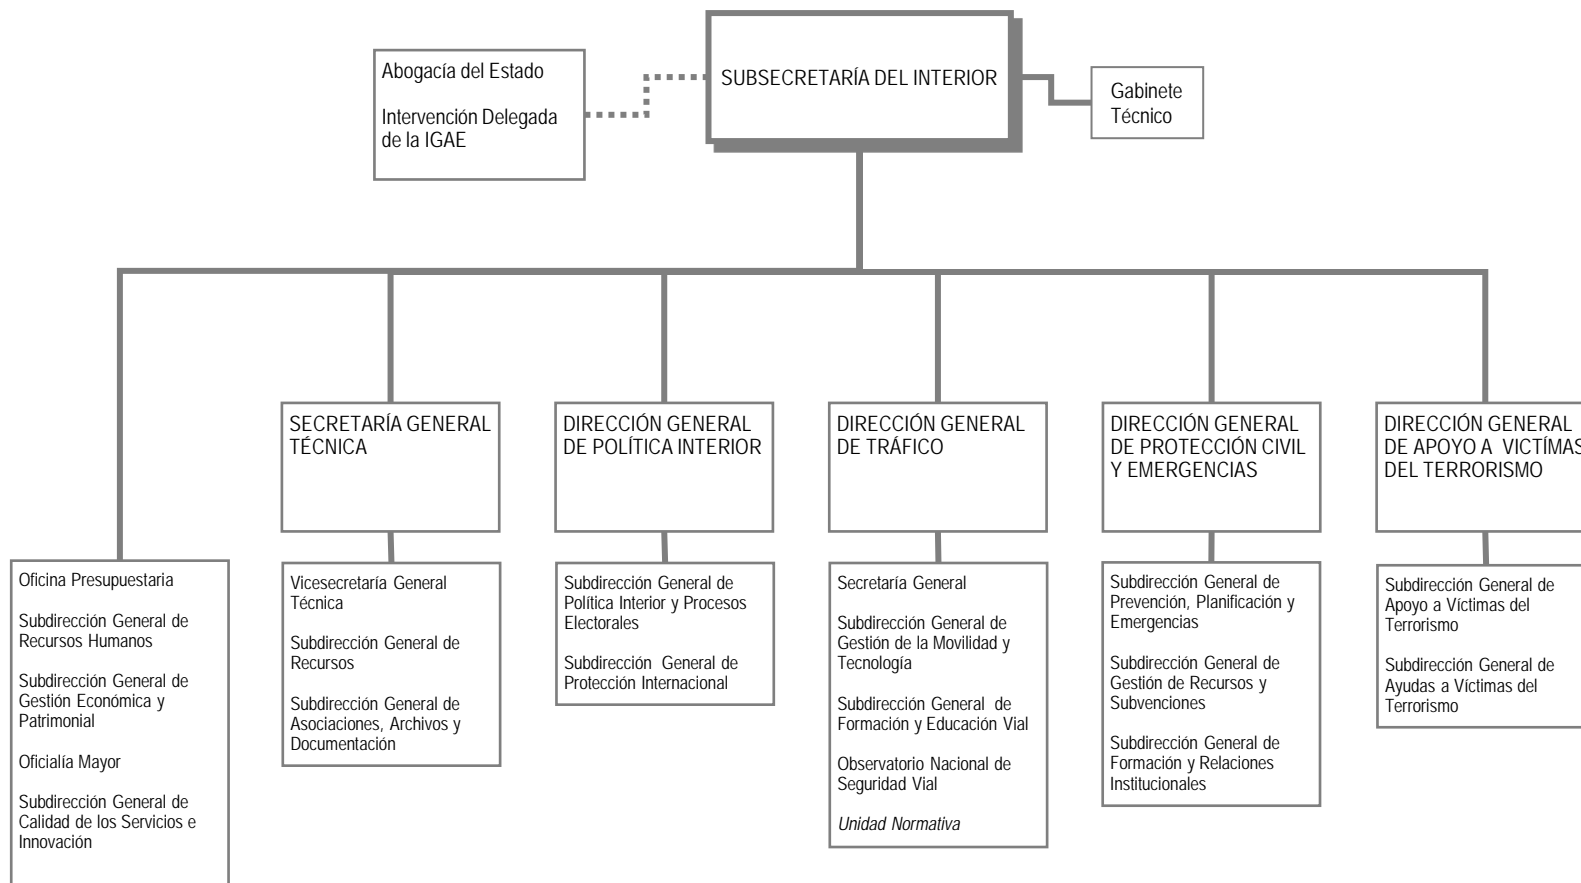 Abogacía del Estado
Intervención Delegada
de la IGAE
SUBSECRETARÍA DEL INTERIOR
Gabinete
Técnico
SECRETARÍA GENERAL
TÉCNICA
DIRECCIÓN GENERAL
DE POLÍTICA INTERIOR
DIRECCIÓN GENERAL
DE TRÁFICO
DIRECCIÓN GENERAL
DE PROTECCIÓN CIVIL
Y EMERGENCIAS
DIRECCIÓN GENERAL
DE APOYO A VICTÍMAS
DEL TERRORISMO
Oficina Presupuestaria
Subdirección General de
Recursos Humanos
Subdirección General de
Gestión Económica y
Patrimonial
Oficialía Mayor
Subdirección General de
Calidad de los Servicios e
Innovación
Vicesecretaría General
Técnica
Subdirección General de
Recursos
Subdirección General de
Asociaciones, Archivos y
Documentación
Subdirección General de
Política Interior y Procesos
Electorales
Subdirección General de
Protección Internacional
Secretaría General
Subdirección General de
Gestión de la Movilidad y
Tecnología
Subdirección General de
Formación y Educación Vial
Observatorio Nacional de
Seguridad Vial
Unidad Normativa
Subdirección General de
Prevención, Planificación y
Emergencias
Subdirección General de
Gestión de Recursos y
Subvenciones
Subdirección General de
Formación y Relaciones
Institucionales
Subdirección General de
Apoyo a Víctimas del
Terrorismo
Subdirección General de
Ayudas a Víctimas del
Terrorismo